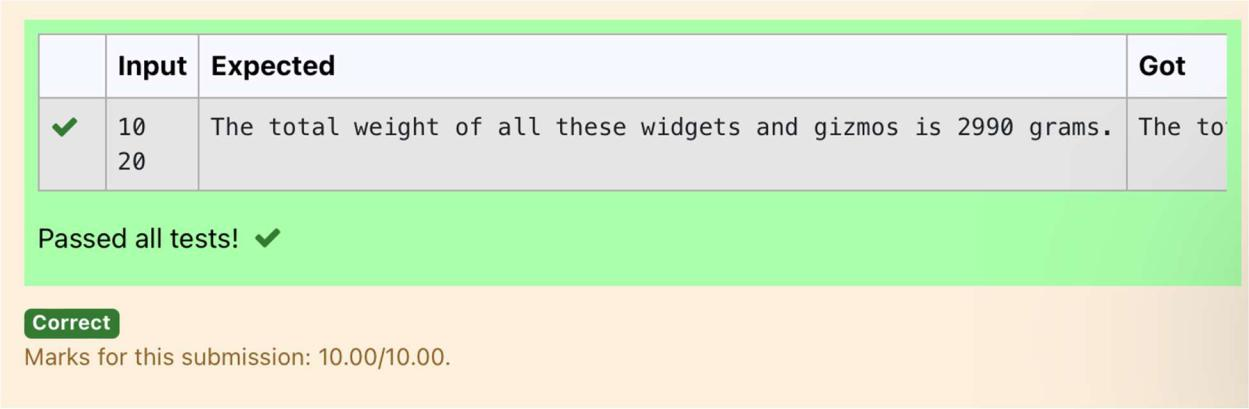 Input Expected Got
10 The total weight of all these widgets and gizmos is 2990 grams. The
20
Passed all tests!
Correct
Marks for this submission: 10.00/10.00.